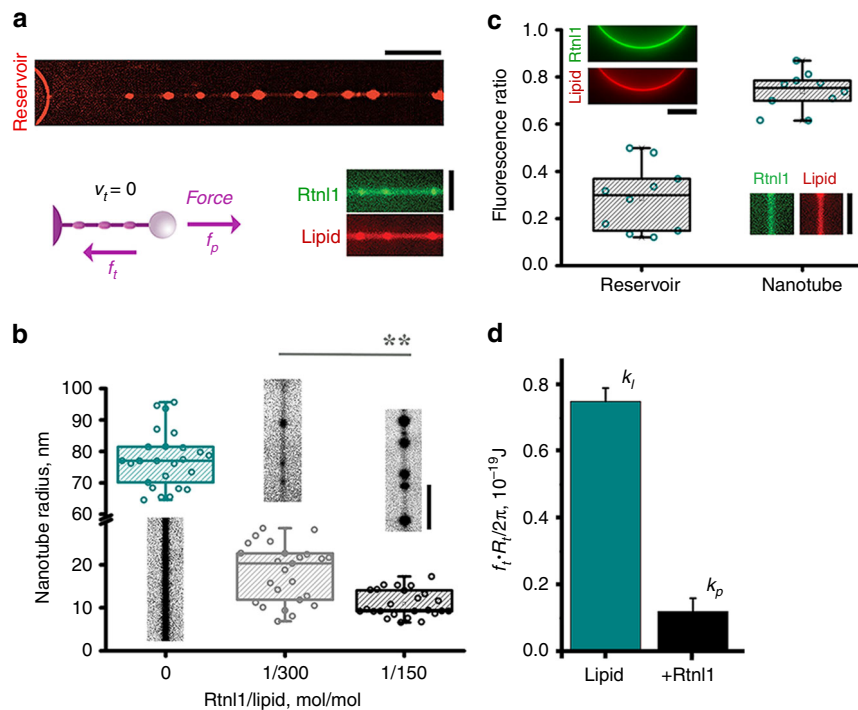 a
Reservoir
v_t = 0
Force
f_p
f_t
Rtnl1
Lipid
b
Nanotube radius, nm
100
90
80
70
60
20
10
0
**
0
1/300
1/150
Rtnl1/lipid, mol/mol
c
Fluorescence ratio
1.0
0.8
0.6
0.4
0.2
0.0
Rtnl1
Lipid
Rtnl1 Lipid
Reservoir Nanotube
d
f_t·R_t/2π, 10⁻¹⁹J
0.8
0.4
0.2
0.0
k_l
k_p
Lipid +Rtnl1